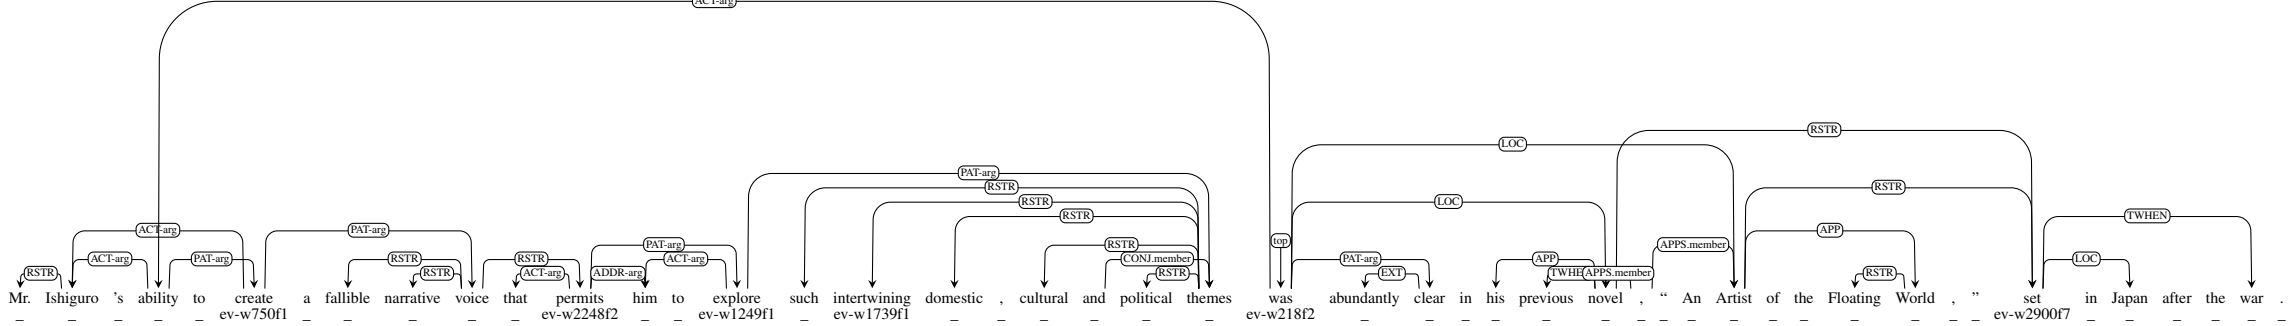 ACT-arg
RSTR
LOC
PAT-arg
RSTR RSTR
RSTR LOC
RSTR TWHEN
ACT-arg PAT-arg APP
top
PAT-arg RSTR APPS.member
ACT-arg PAT-arg RSTR RSTR ACT-arg CONJ.member PAT-arg APP LOC
RSTR RSTR ACT-arg ADDR-arg RSTR EXT TWHE APPS.member RSTR
Mr. Ishiguro 's ability to create a fallible narrative voice that permits him to explore such intertwining domestic , cultural and political themes was abundantly clear in his previous novel , “ An Artist of the Floating World , ” set in Japan after the war .
_ _ _ _ _ ev-w750f1 _ _ _ _ _ ev-w2248f2 _ _ ev-w1249f1 _ ev-w1739f1 _ _ _ _ _ _ ev-w218f2 _ _ _ _ _ _ _ _ _ _ _ _ _ _ _ _ ev-w2900f7 _ _ _ _ _ _